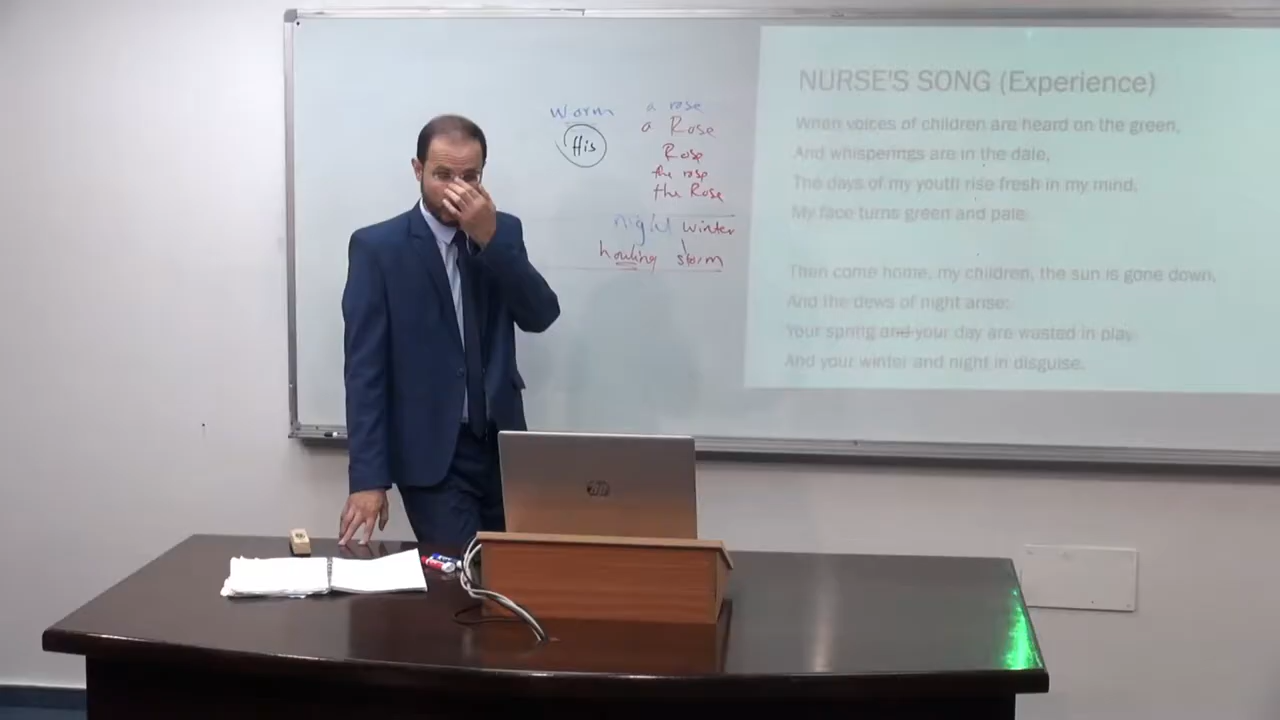 worm
His
a rose
a Rose
Rose
the rose
the Rose
night winter
howling storm
NURSE'S SONG (Experience)
When voices of children are heard on the green,
And whisperings are in the dale,
The days of my youth rise fresh in my mind,
My face turns green and pale.
Then come home, my children, the sun is gone down,
And the dews of night arise;
Your spring and your day are wasted in play,
And your winter and night in disguise.
hp